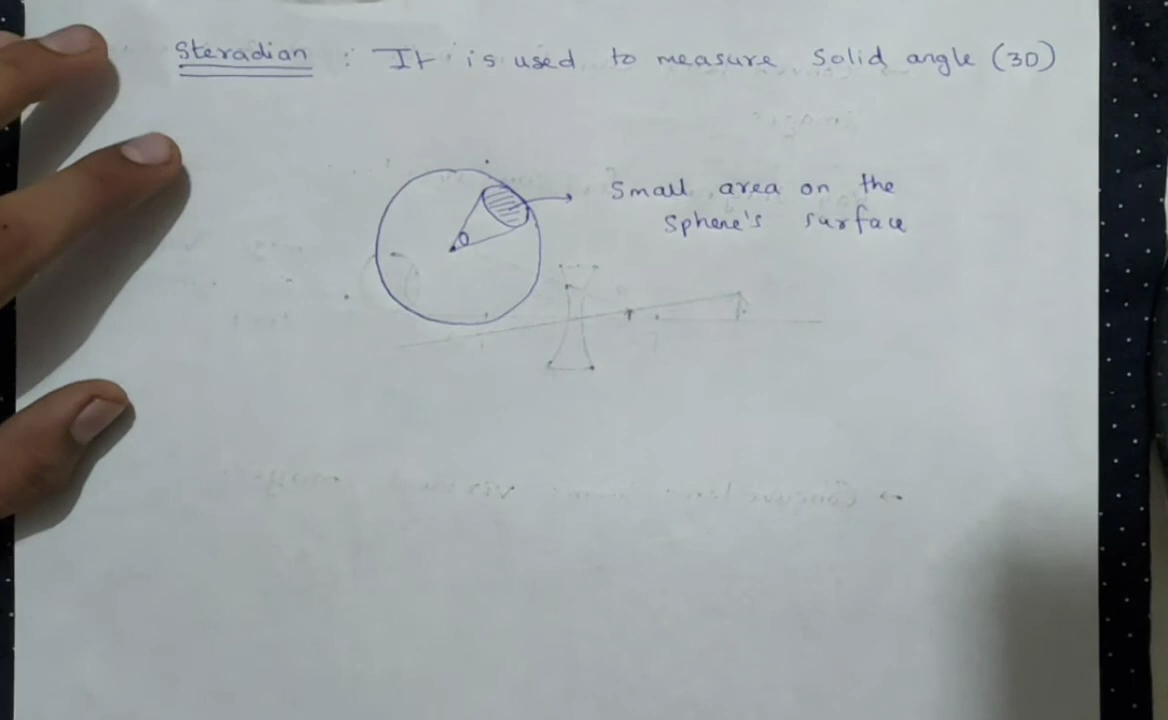 Steradian : It is used to measure solid angle (3D)
Small area on the
sphere's surface